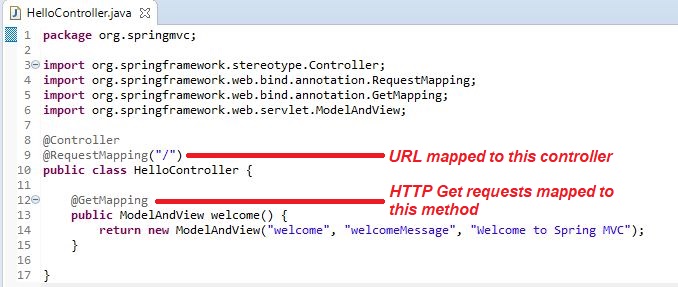 HelloController.java
1 package org.springmvc;
2
3 import org.springframework.stereotype.Controller;
4 import org.springframework.web.bind.annotation.RequestMapping;
5 import org.springframework.web.bind.annotation.GetMapping;
6 import org.springframework.web.servlet.ModelAndView;
7
8 @Controller
9 @RequestMapping("/") URL mapped to this controller
10 public class HelloController {
11
12 @GetMapping HTTP Get requests mapped to
this method
13 public ModelAndView welcome() {
14 return new ModelAndView("welcome", "welcomeMessage", "Welcome to Spring MVC");
15 }
16
17 }